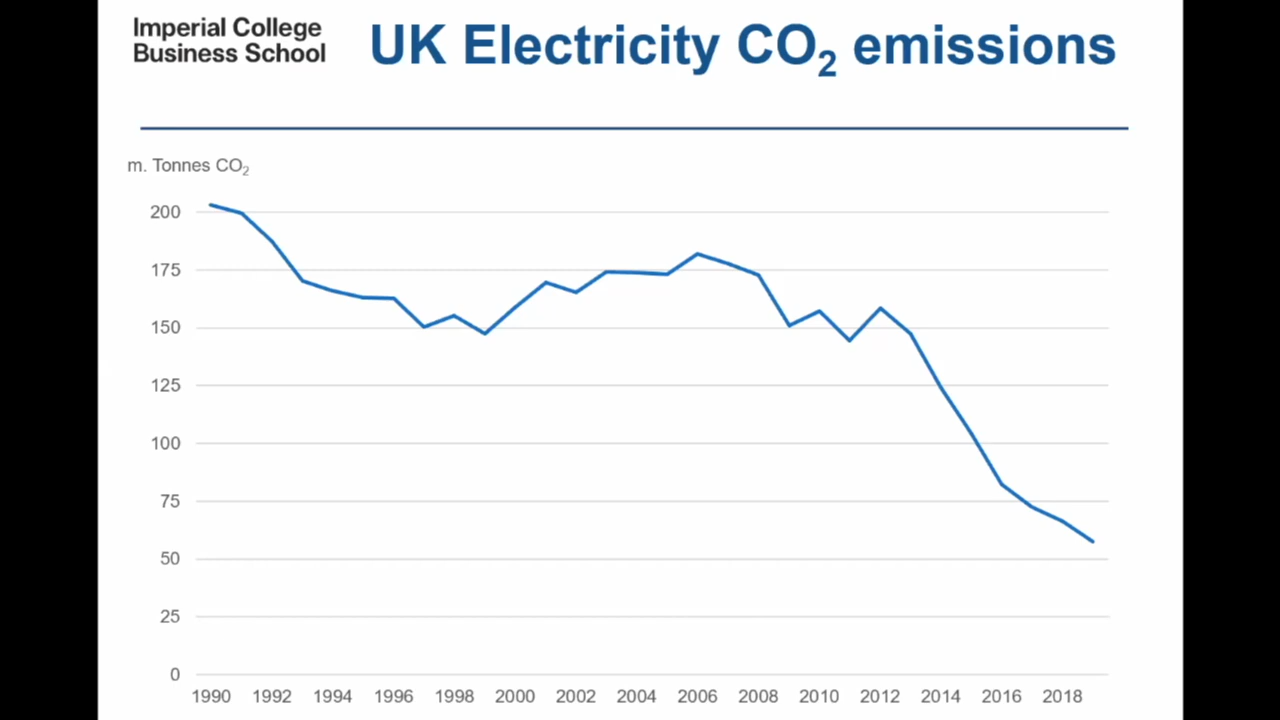 Imperial College
Business School
UK Electricity CO₂ emissions
m. Tonnes CO₂
200
175
150
125
100
75
50
25
0
1990 1992 1994 1996 1998 2000 2002 2004 2006 2008 2010 2012 2014 2016 2018